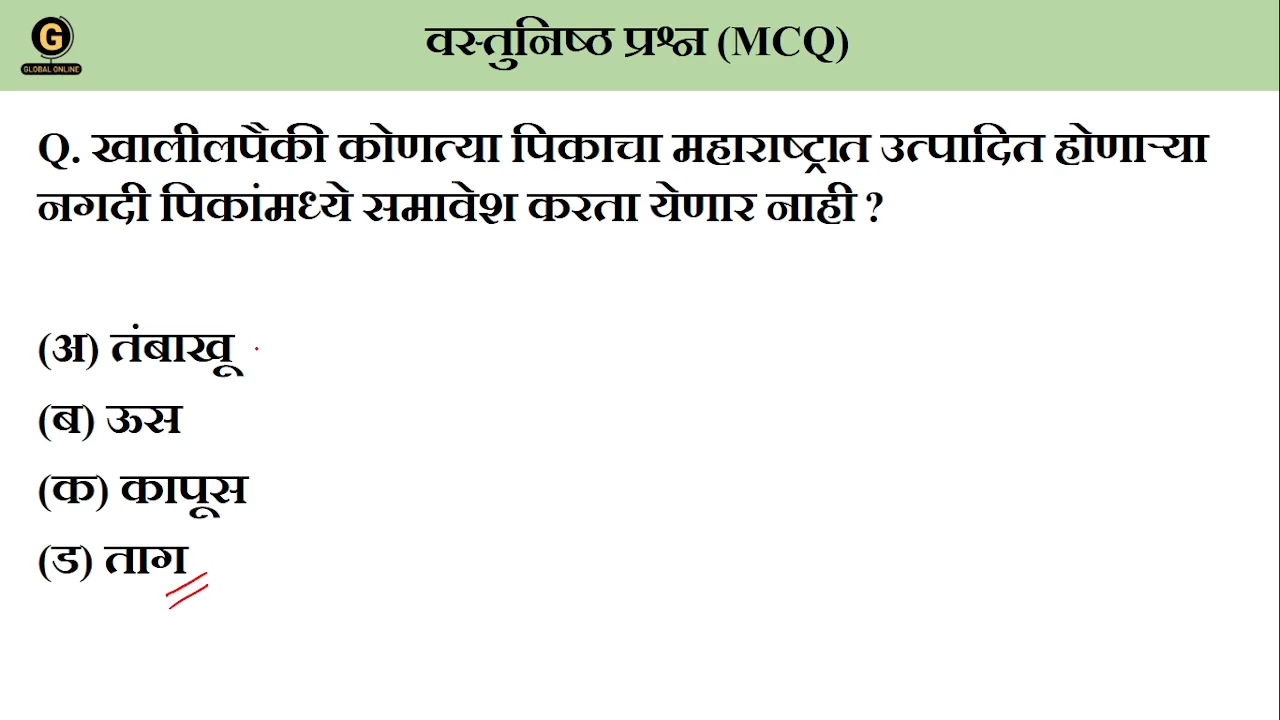 G
GLOBAL ONLINE
वस्तुनिष्ठ प्रश्न (MCQ)
Q. खालीलपैकी कोणत्या पिकाचा महाराष्ट्रात उत्पादित होणाऱ्या
नगदी पिकांमध्ये समावेश करता येणार नाही ?
(अ) तंबाखू
(ब) ऊस
(क) कापूस
(ड) ताग